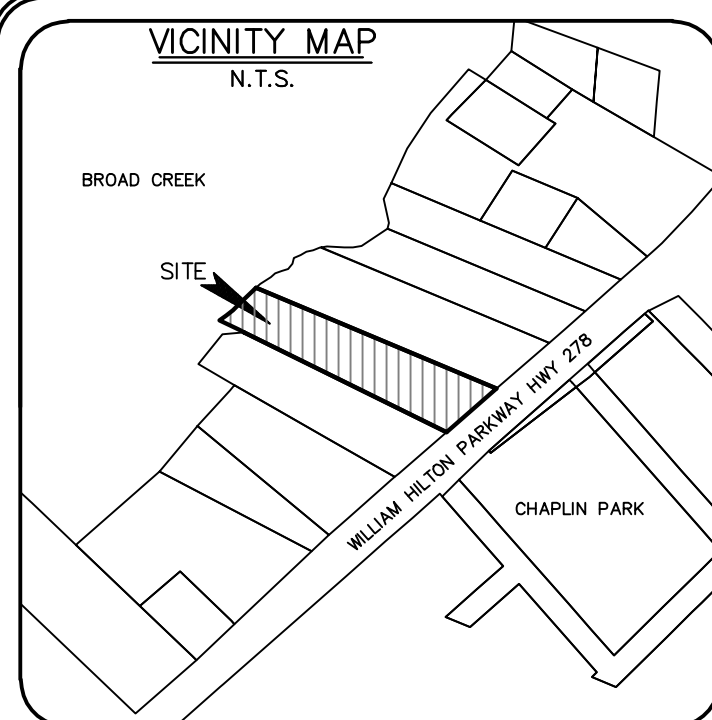 VICINITY MAP
N.T.S.
BROAD CREEK
SITE
WILLIAM HILTON PARKWAY HWY 278
CHAPLIN PARK